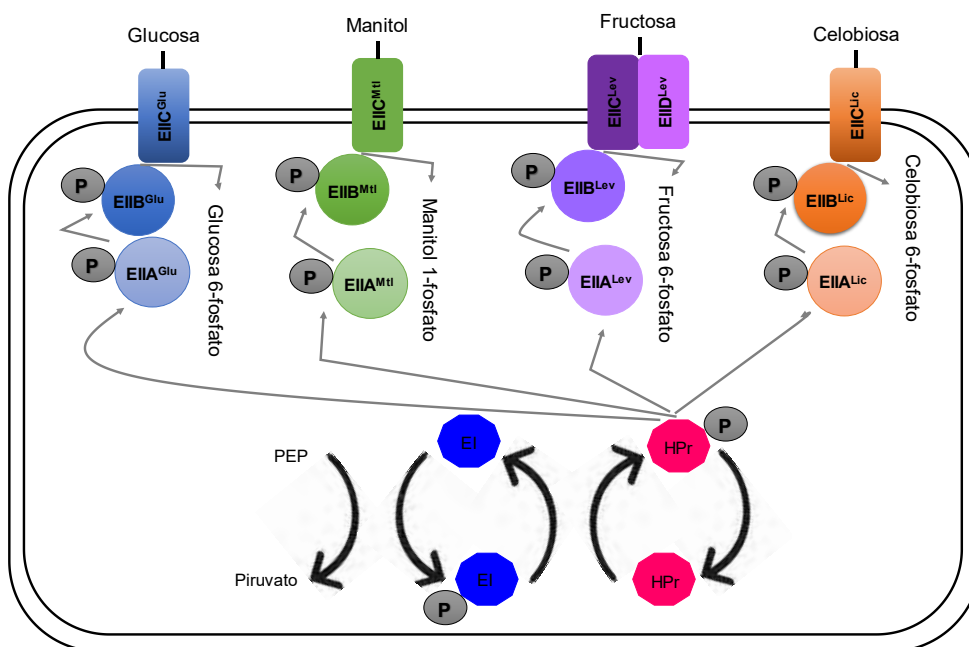 Glucosa
Manitol
Fructosa
Celobiosa
EIIC^Glu
EIIC^Mtl
EIIC^Lev
EIID^Lev
EIIC^Lic
P
EIIB^Glu
P
EIIA^Glu
Glucosa 6-fosfato
P
EIIB^Mtl
P
EIIA^Mtl
Manitol 1-fosfato
P
EIIB^Lev
P
EIIA^Lev
Fructosa 6-fosfato
P
EIIB^Lic
P
EIIA^Lic
Celobiosa 6-fosfato
PEP
EI
HPr
P
Piruvato
EI
P
HPr